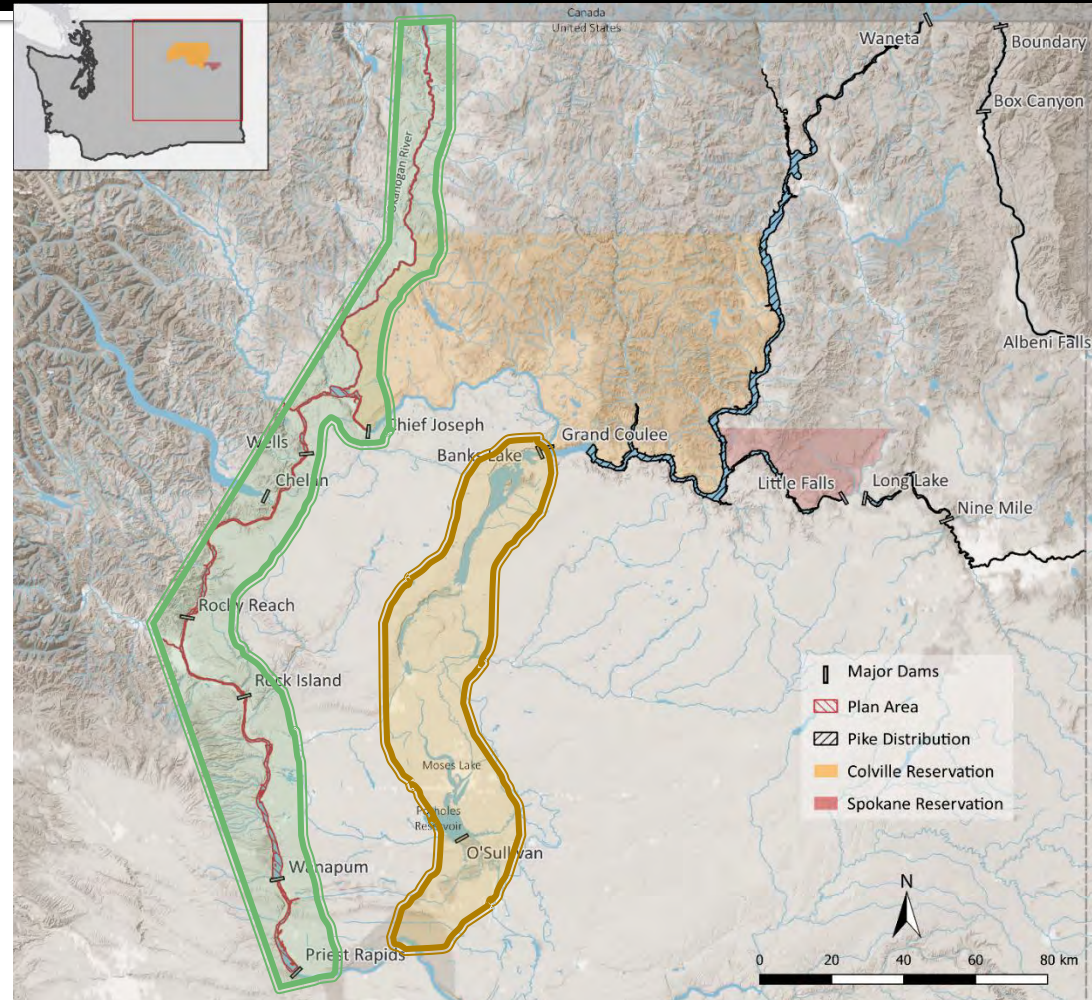 Canada
United States
Waneta
Boundary
Box Canyon
Okanogan River
Albeni Falls
Chief Joseph
Wells
Grand Coulee
Banks Lake
Chelan
Little Falls
Long Lake
Nine Mile
Rocky Reach
Rock Island
Major Dams
Plan Area
Pike Distribution
Colville Reservation
Spokane Reservation
Moses Lake
Potholes
Reservoir
O'Sullivan
Wanapum
Priest Rapids
N
0 20 40 60 80 km